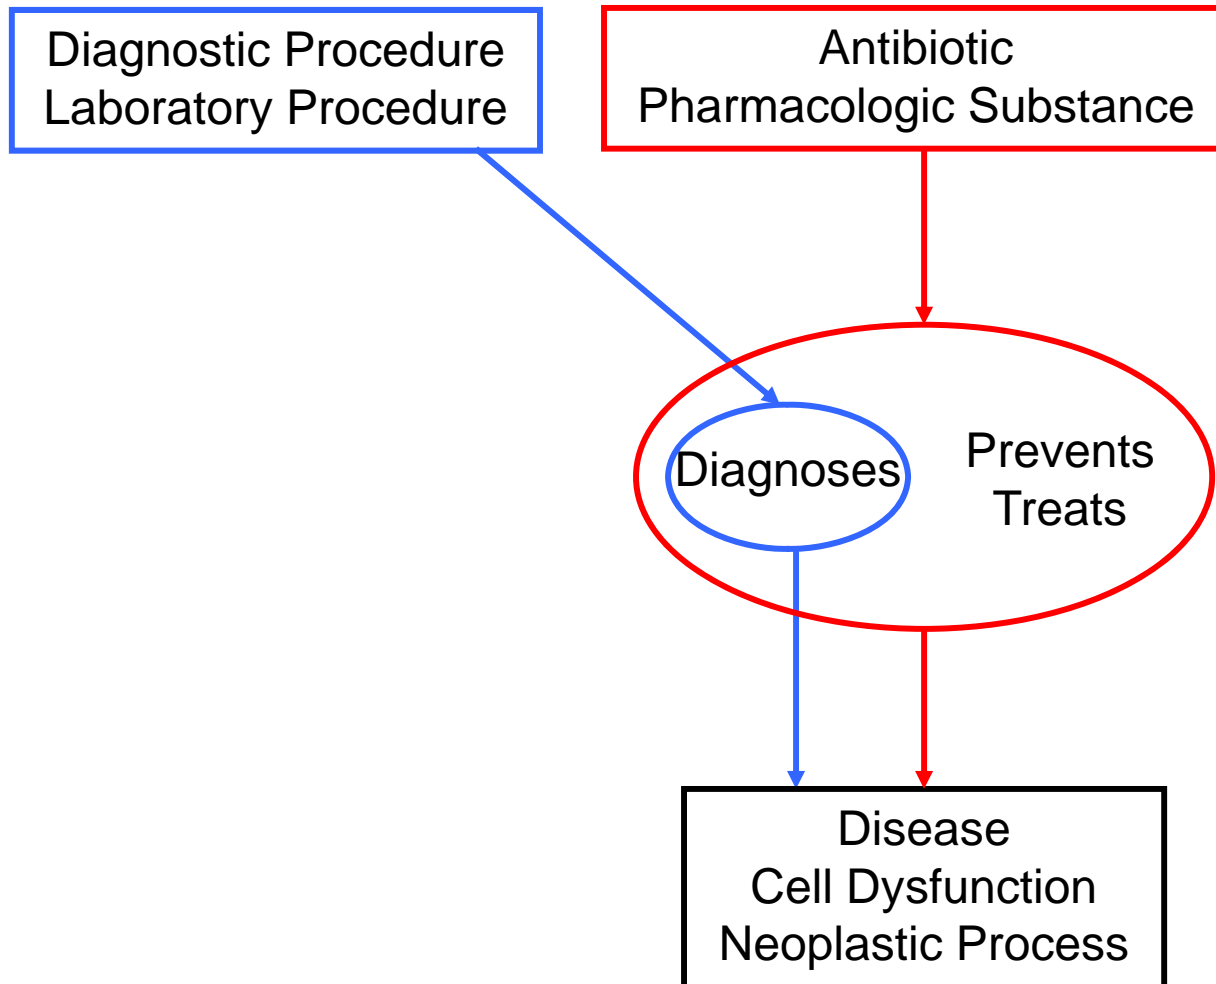 Diagnostic Procedure
Laboratory Procedure
Antibiotic
Pharmacologic Substance
Diagnoses
Prevents
Treats
Disease
Cell Dysfunction
Neoplastic Process